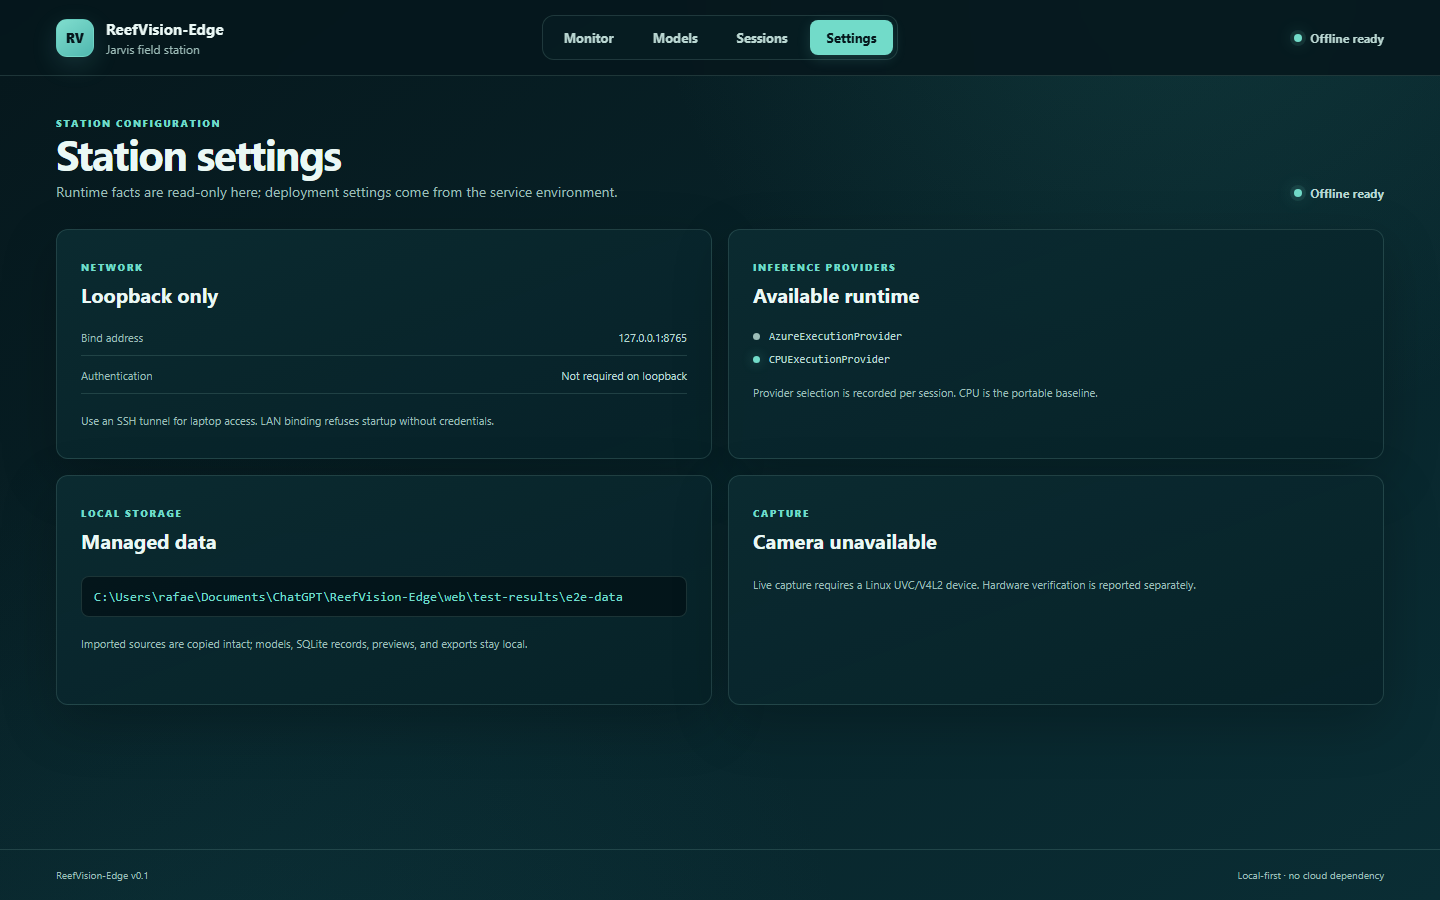 RV
ReefVision-Edge
Jarvis field station
Monitor
Models
Sessions
Settings
Offline ready
STATION CONFIGURATION
Station settings
Runtime facts are read-only here; deployment settings come from the service environment.
Offline ready
NETWORK
Loopback only
Bind address
127.0.0.1:8765
Authentication
Not required on loopback
Use an SSH tunnel for laptop access. LAN binding refuses startup without credentials.
INFERENCE PROVIDERS
Available runtime
AzureExecutionProvider
CPUExecutionProvider
Provider selection is recorded per session. CPU is the portable baseline.
LOCAL STORAGE
Managed data
C:\Users\rafae\Documents\ChatGPT\ReefVision-Edge\web\test-results\e2e-data
Imported sources are copied intact; models, SQLite records, previews, and exports stay local.
CAPTURE
Camera unavailable
Live capture requires a Linux UVC/V4L2 device. Hardware verification is reported separately.
ReefVision-Edge v0.1
Local-first · no cloud dependency